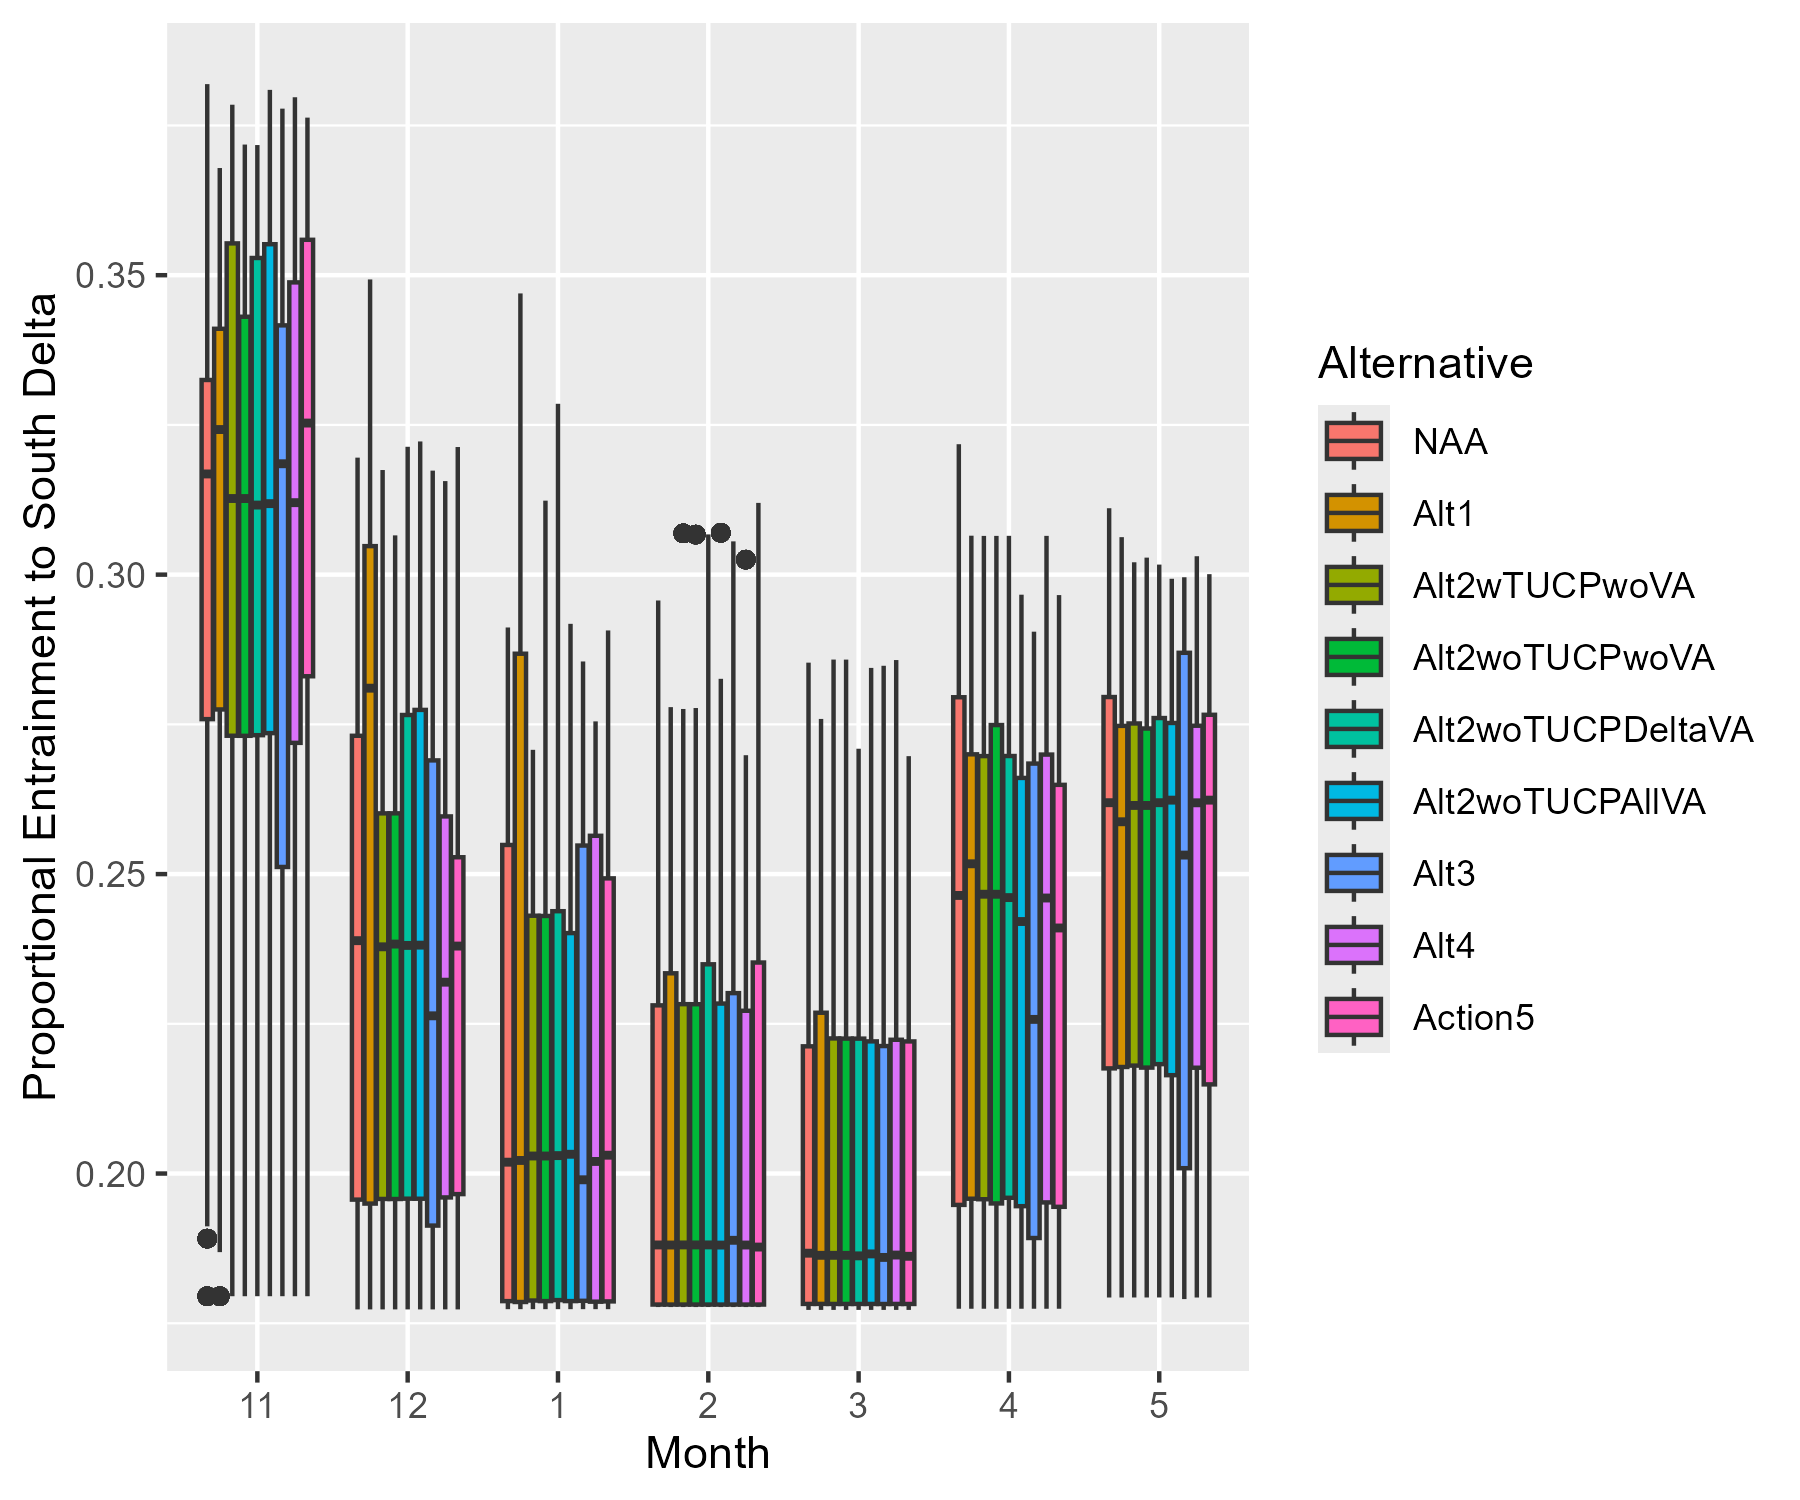 Proportional Entrainment to South Delta
0.35
0.30
0.25
0.20
11 12 1 2 3 4 5
Month
Alternative
NAA
Alt1
Alt2wTUCPwoVA
Alt2woTUCPwoVA
Alt2woTUCPDeltaVA
Alt2woTUCPAllVA
Alt3
Alt4
Action5